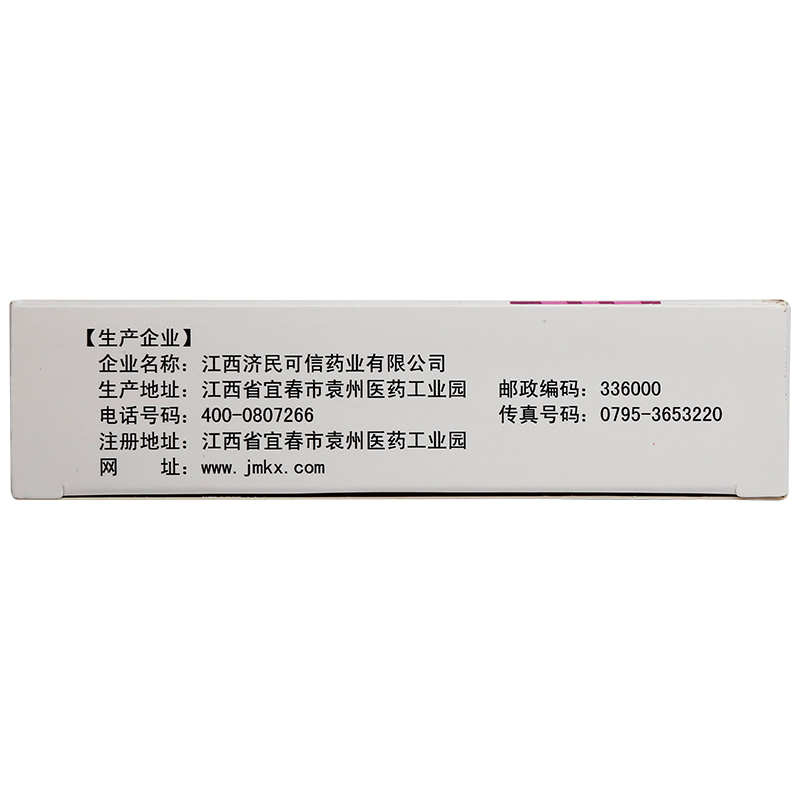 【生产企业】
企业名称：江西济民可信药业有限公司
生产地址：江西省宜春市袁州医药工业园 邮政编码：336000
电话号码：400-0807266 传真号码：0795-3653220
注册地址：江西省宜春市袁州医药工业园
网 址：www.jmkx.com